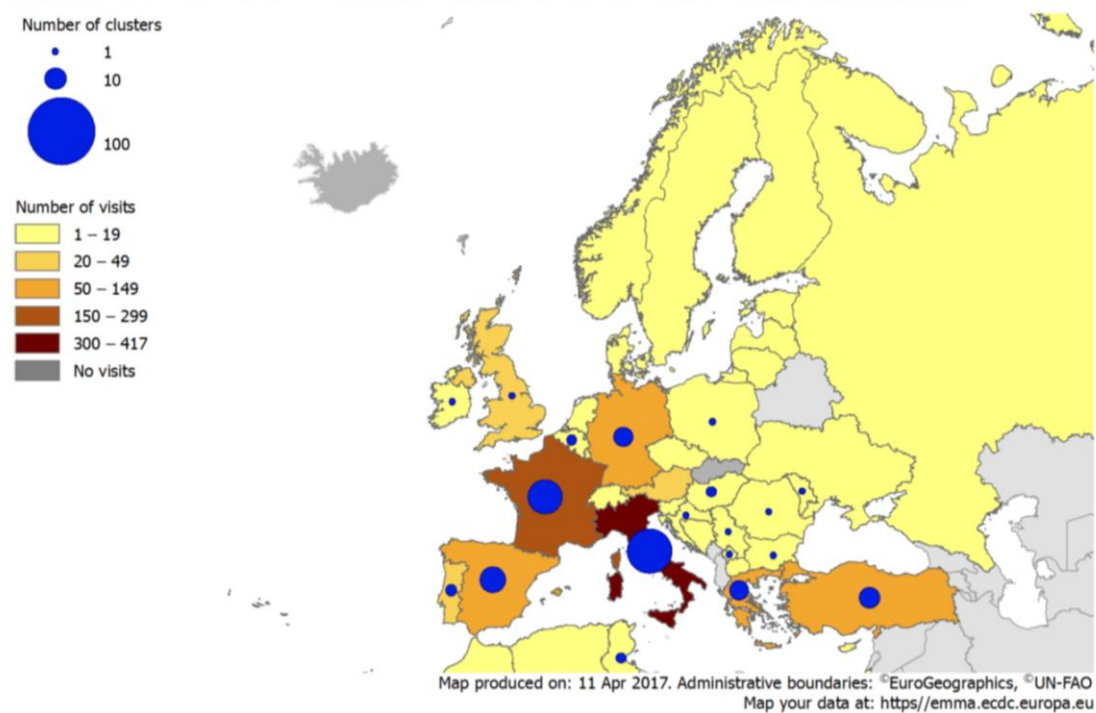 Number of clusters
1
10
100
Number of visits
1 – 19
20 – 49
50 – 149
150 – 299
300 – 417
No visits
Map produced on: 11 Apr 2017. Administrative boundaries: ©EuroGeographics, ©UN-FAO
Map your data at: https//emma.ecdc.europa.eu